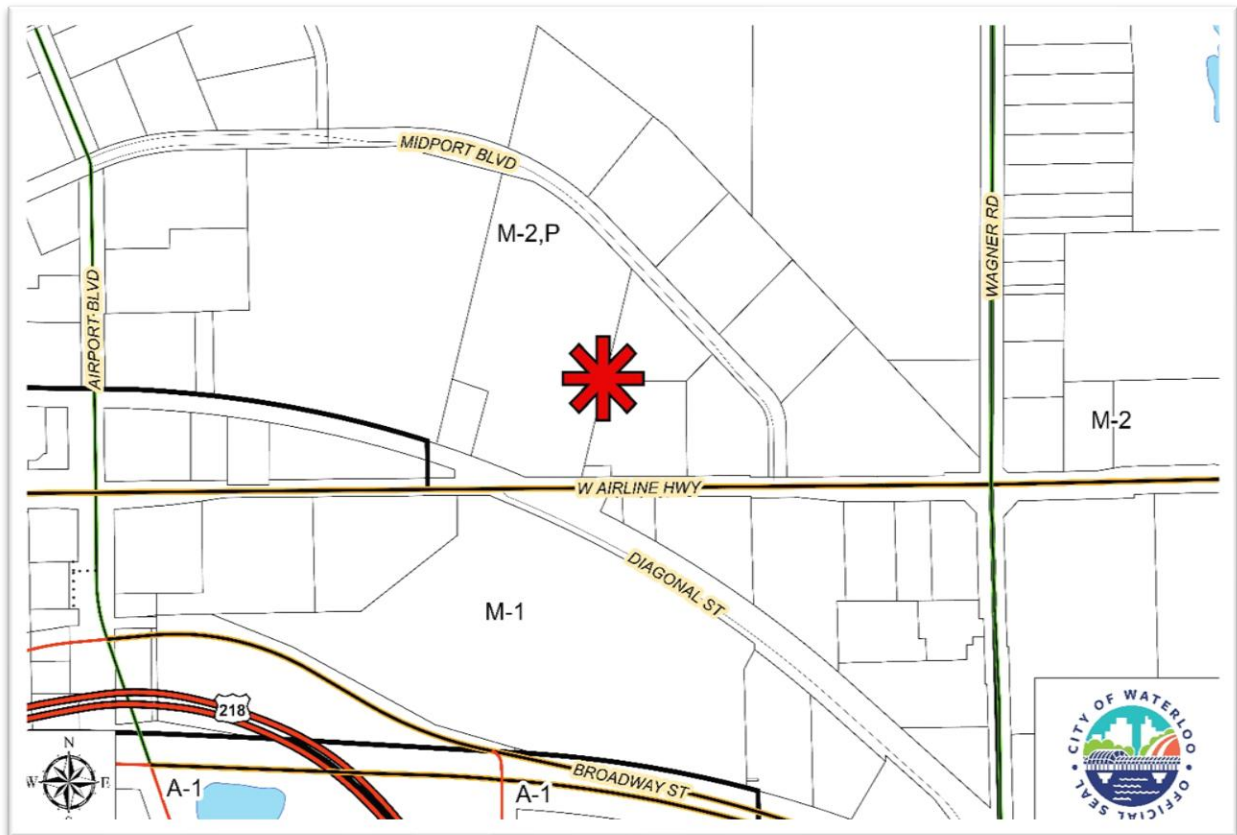 MIDPORT BLVD
M-2,P
WAGNER RD
AIRPORT BLVD
M-2
W AIRLINE HWY
DIAGONAL ST
M-1
218
BROADWAY ST
A-1
A-1
N
W
E
S
CITY OF WATERLOO
OFFICIAL SEAL